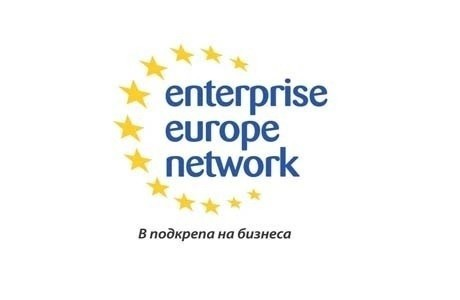 enterprise
europe
network
В подкрепа на бизнеса